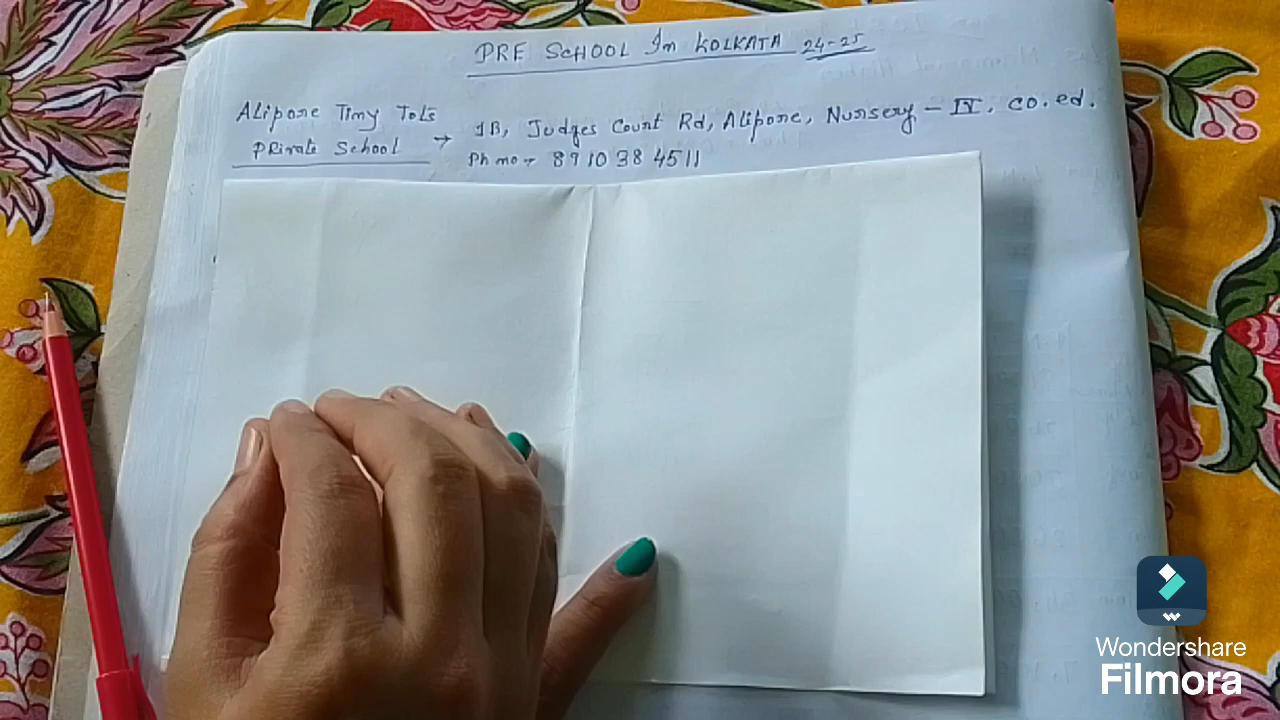 PRE SCHOOL In KOLKATA 24-25
Alipore Tiny Tots
PRivate School → 1B, Judges Court Rd, Alipore, Nursery - IV. co.ed.
Ph no → 8910384511
Wondershare
Filmora